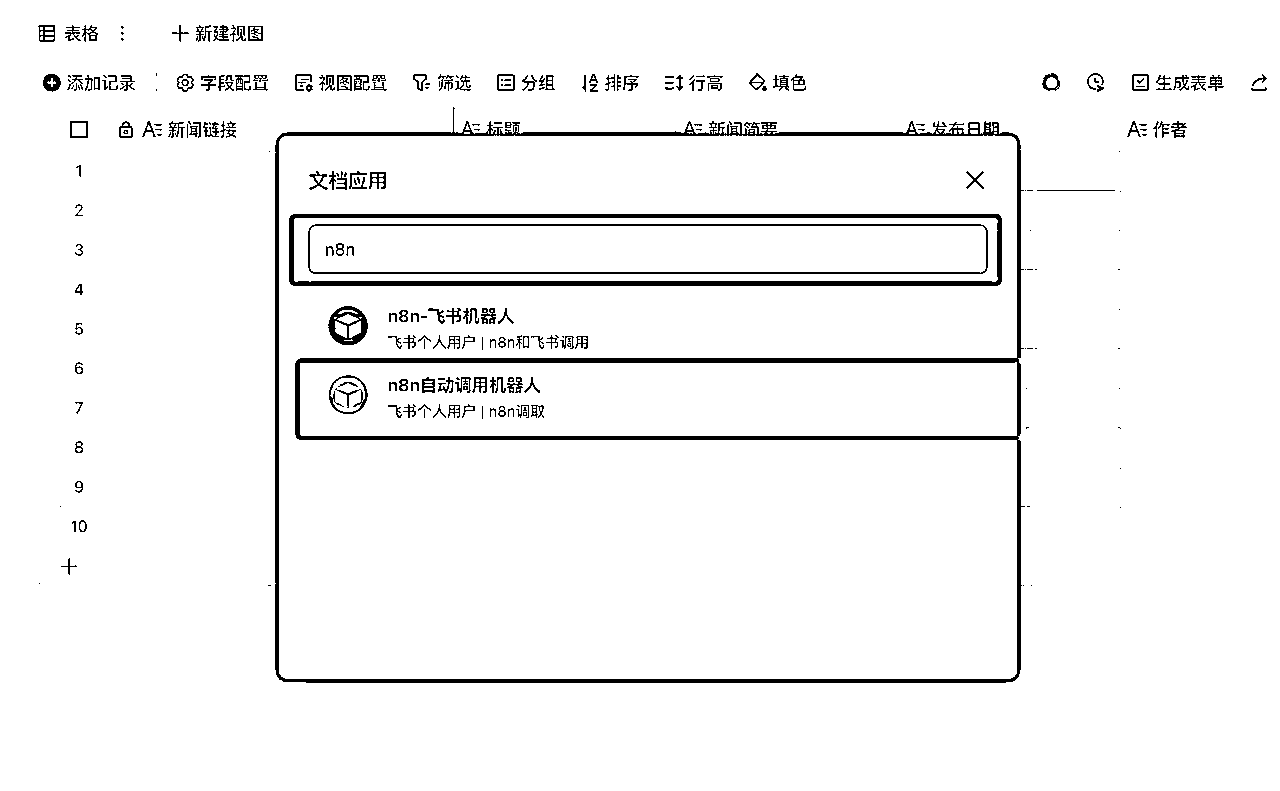 表格 新建视图
添加记录 字段配置 视图配置 筛选 分组 排序 行高 填色 生成表单
新闻链接 标题 新闻简要 发布日期 作者
文档应用
n8n
n8n-飞书机器人
飞书个人用户 | n8n和飞书调用
n8n自动调用机器人
飞书个人用户 | n8n调取
1
2
3
4
5
6
7
8
9
10